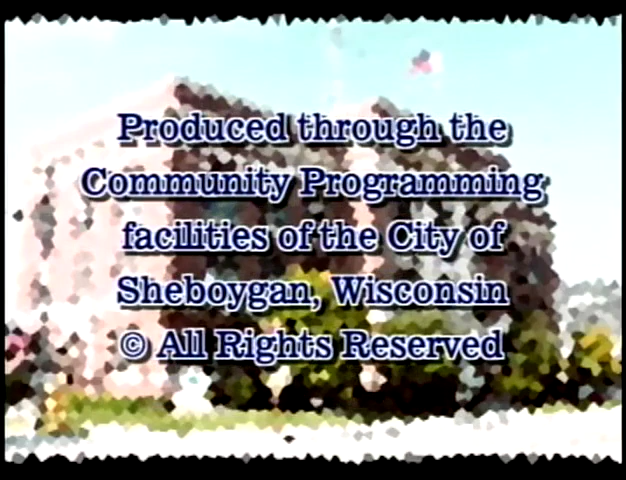 Produced through the
Community Programming
facilities of the City of
Sheboygan, Wisconsin
© All Rights Reserved